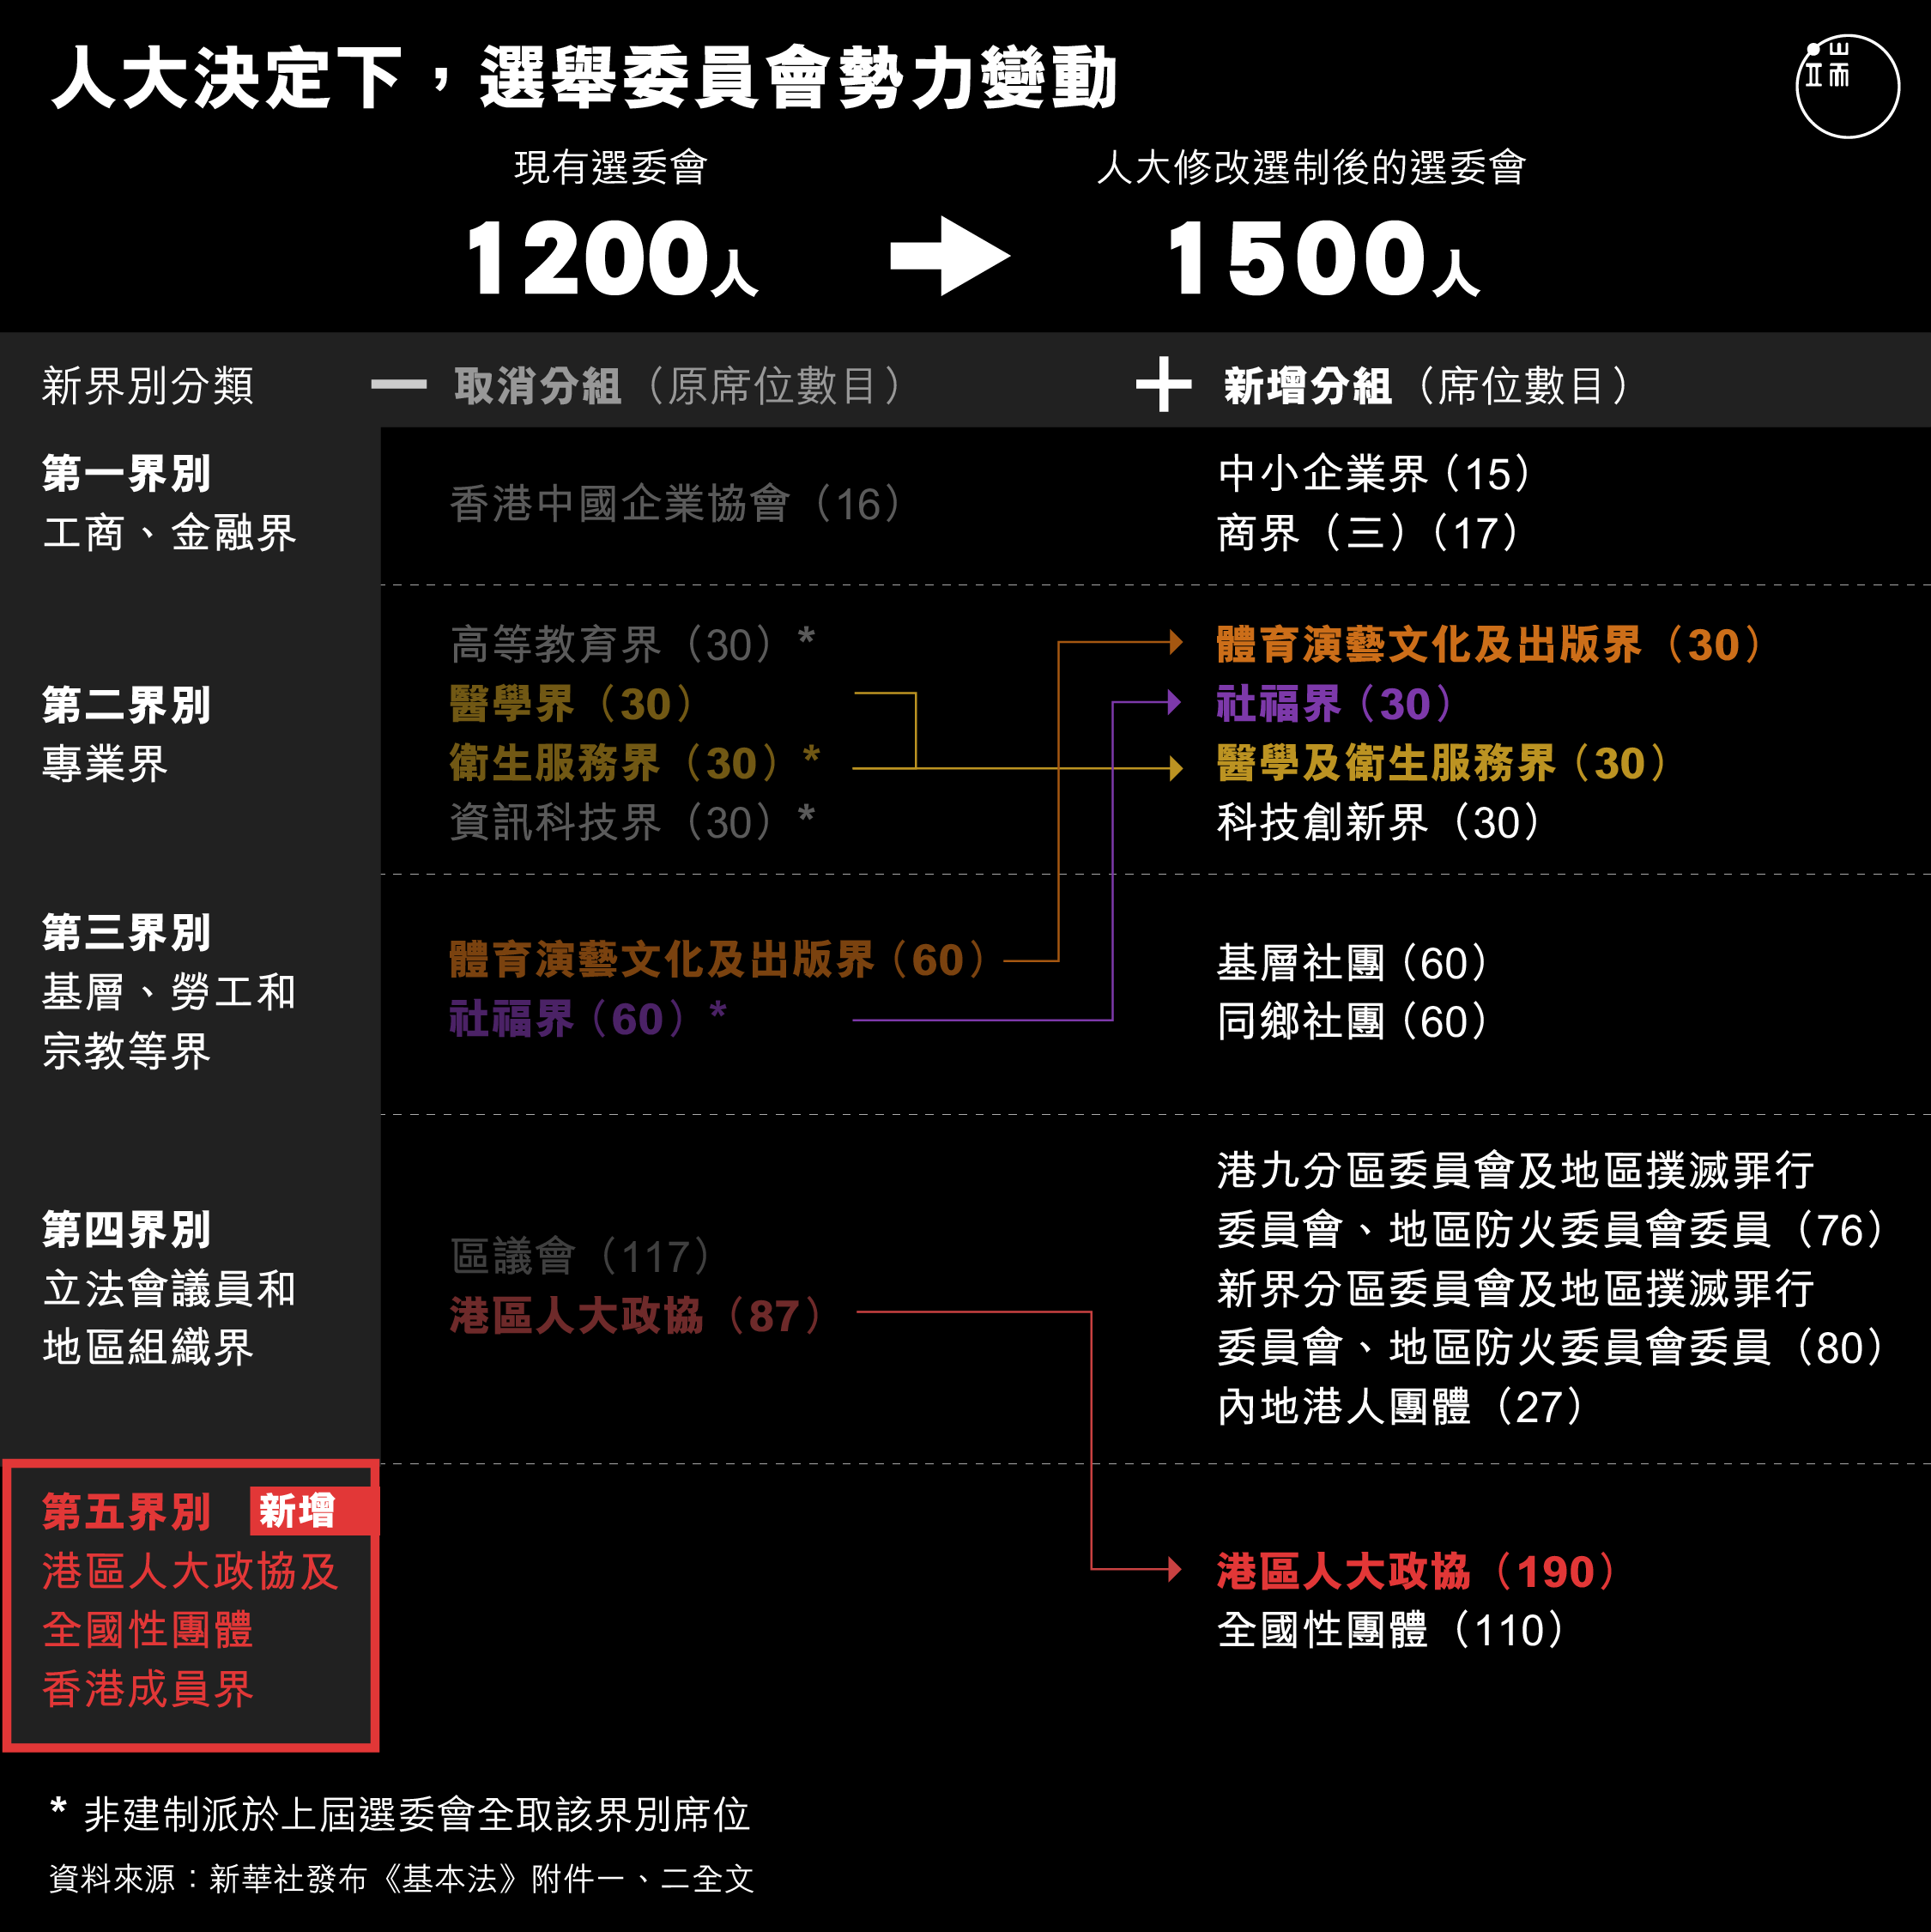 人大決定下，選舉委員會勢力變動
端
現有選委會
人大修改選制後的選委會
1200人
1500人
新界別分類
取消分組（原席位數目）
新增分組（席位數目）
第一界別
工商、金融界
香港中國企業協會（16）
中小企業界（15）
商界（三）（17）
第二界別
專業界
高等教育界（30）*
醫學界（30）
衛生服務界（30）*
資訊科技界（30）*
體育演藝文化及出版界（30）
社福界（30）
醫學及衛生服務界（30）
科技創新界（30）
第三界別
基層、勞工和
宗教等界
體育演藝文化及出版界（60）
社福界（60）*
基層社團（60）
同鄉社團（60）
第四界別
立法會議員和
地區組織界
區議會（117）
港區人大政協（87）
港九分區委員會及地區撲滅罪行
委員會、地區防火委員會委員（76）
新界分區委員會及地區撲滅罪行
委員會、地區防火委員會委員（80）
內地港人團體（27）
第五界別 新增
港區人大政協及
全國性團體
香港成員界
港區人大政協（190）
全國性團體（110）
* 非建制派於上屆選委會全取該界別席位
資料來源：新華社發布《基本法》附件一、二全文